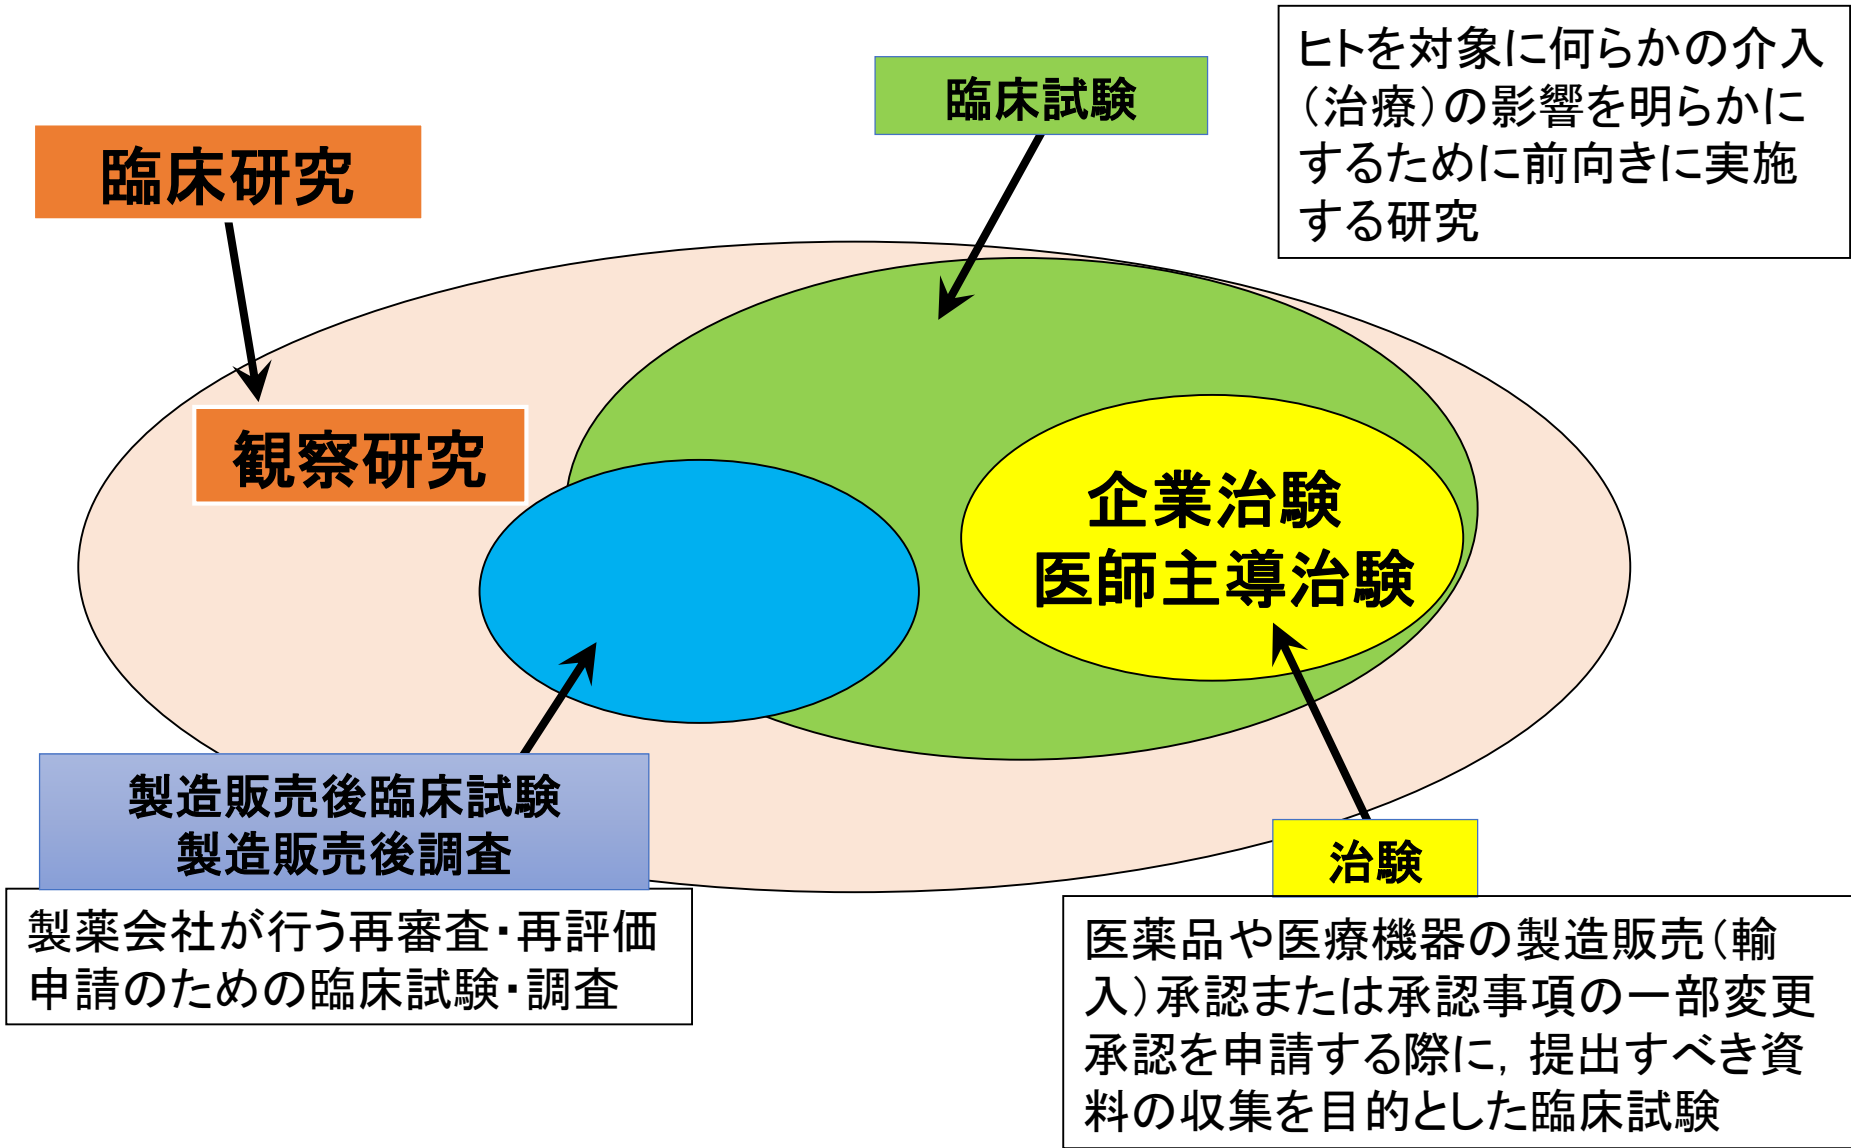 臨床試験
ヒトを対象に何らかの介入
（治療）の影響を明らかに
するために前向きに実施
する研究
臨床研究
観察研究
企業治験
医師主導治験
製造販売後臨床試験
製造販売後調査
製薬会社が行う再審査・再評価
申請のための臨床試験・調査
治験
医薬品や医療機器の製造販売（輸
入）承認または承認事項の一部変更
承認を申請する際に，提出すべき資
料の収集を目的とした臨床試験